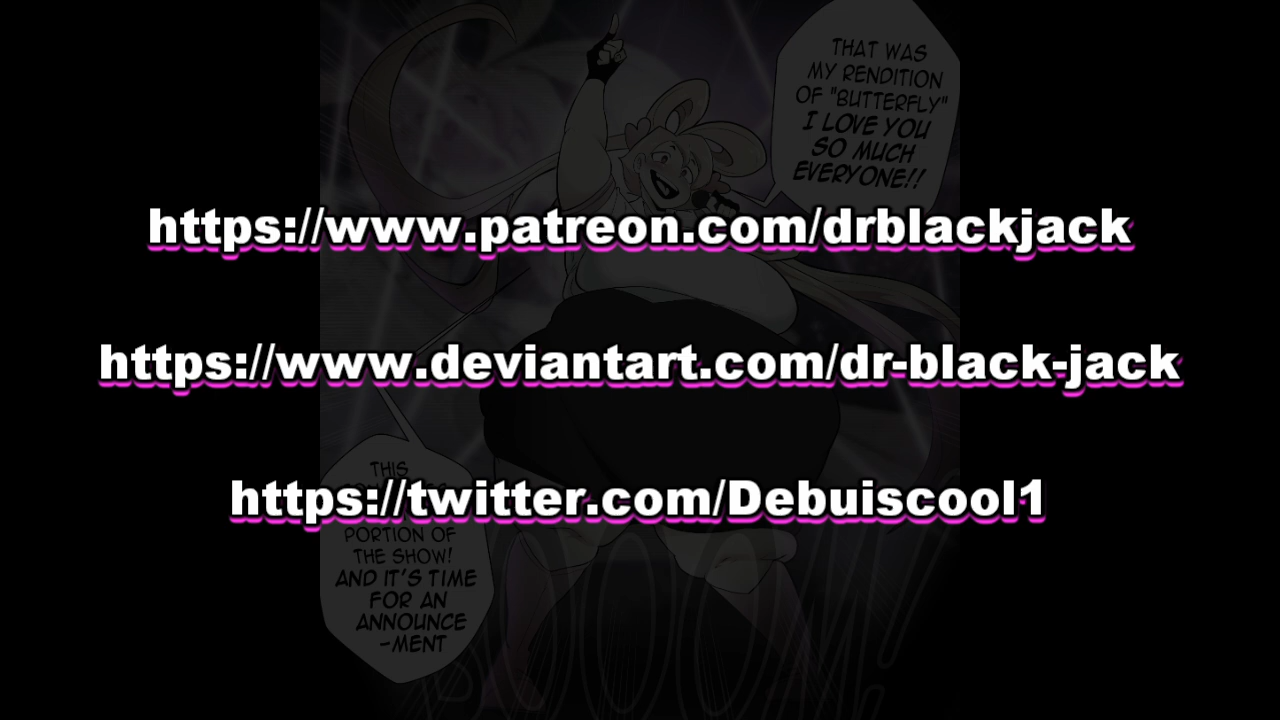 THAT WAS
MY RENDITION
OF "BUTTERFLY"
I LOVE YOU
SO MUCH
EVERYONE!!
https://www.patreon.com/drblackjack
https://www.deviantart.com/dr-black-jack
https://twitter.com/Debuiscool1
THIS
PORTION OF
THE SHOW!
AND IT'S TIME
FOR AN
ANNOUNCE
-MENT